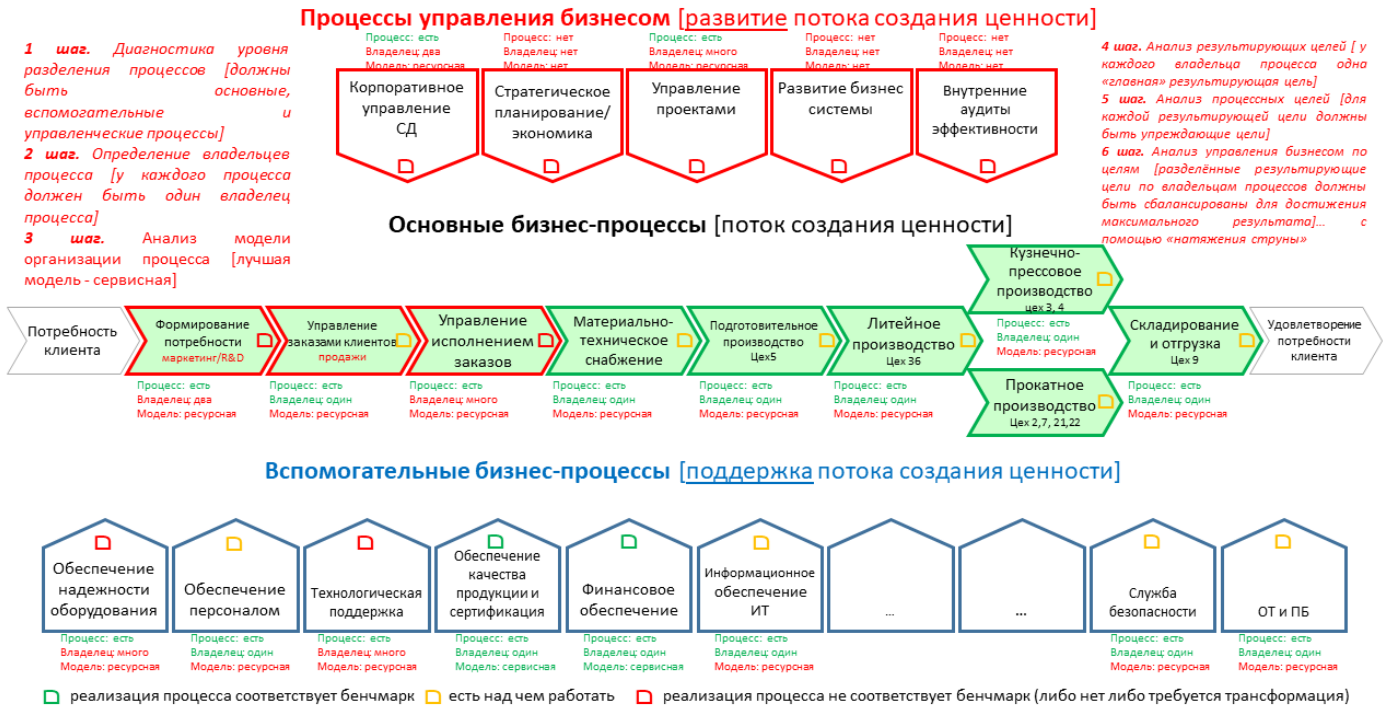 Процессы управления бизнесом [развитие потока создания ценности]
1 шаг. Диагностика уровня
разделения процессов [должны
быть основные,
вспомогательные и
управленческие процессы]
2 шаг. Определение владельцев
процесса [у каждого процесса
должен быть один владелец
процесса]
3 шаг. Анализ модели
организации процесса [лучшая
модель - сервисная]
Процесс: есть
Владелец: два
Модель: ресурсная
Корпоративное
управление
СД
Процесс: нет
Владелец: нет
Модель: нет
Стратегическое
планирование/
экономика
Процесс: есть
Владелец: много
Модель: ресурсная
Управление
проектами
Процесс: нет
Владелец: нет
Модель: нет
Развитие бизнес
системы
Процесс: нет
Владелец: нет
Модель: нет
Внутренние
аудиты
эффективности
4 шаг. Анализ результирующих целей [ у
каждого владельца процесса одна
«главная» результирующая цель]
5 шаг. Анализ процессных целей [для
каждой результирующей цели должны
быть упреждающие цели]
6 шаг. Анализ управления бизнесом по
целям [разделённые результирующие
цели по владельцам процессов должны
быть сбалансированы для достижения
максимального результата]... с
помощью «натяжения струны»
Основные бизнес-процессы [поток создания ценности]
Потребность
клиента
Формирование
потребности
маркетинг/R&D
Процесс: есть
Владелец: два
Модель: ресурсная
Управление
заказами клиентов
продажи
Процесс: есть
Владелец: один
Модель: ресурсная
Управление
исполнением
заказов
Процесс: есть
Владелец: много
Модель: ресурсная
Материально-
техническое
снабжение
Процесс: есть
Владелец: один
Модель: ресурсная
Подготовительное
производство
Цех5
Процесс: есть
Владелец: один
Модель: ресурсная
Литейное
производство
Цех 36
Процесс: есть
Владелец: один
Модель: ресурсная
Кузнечно-
прессовое
производство
цех 3, 4
Процесс: есть
Владелец: один
Модель: ресурсная
Прокатное
производство
Цех 2,7, 21,22
Складирование
и отгрузка
Цех 9
Процесс: есть
Владелец: один
Модель: ресурсная
Удовлетворение
потребности
клиента
Вспомогательные бизнес-процессы [поддержка потока создания ценности]
Обеспечение
надежности
оборудования
Процесс: есть
Владелец: много
Модель: ресурсная
Обеспечение
персоналом
Процесс: есть
Владелец: один
Модель: ресурсная
Технологическая
поддержка
Процесс: есть
Владелец: много
Модель: ресурсная
Обеспечение
качества
продукции и
сертификация
Процесс: есть
Владелец: один
Модель: сервисная
Финансовое
обеспечение
Процесс: есть
Владелец: один
Модель: сервисная
Информационное
обеспечение
ИТ
Процесс: есть
Владелец: один
Модель: ресурсная
...
...
Служба
безопасности
Процесс: есть
Владелец: один
Модель: ресурсная
ОТ и ПБ
Процесс: есть
Владелец: один
Модель: ресурсная
реализация процесса соответствует бенчмарк
есть над чем работать
реализация процесса не соответствует бенчмарк (либо нет либо требуется трансформация)